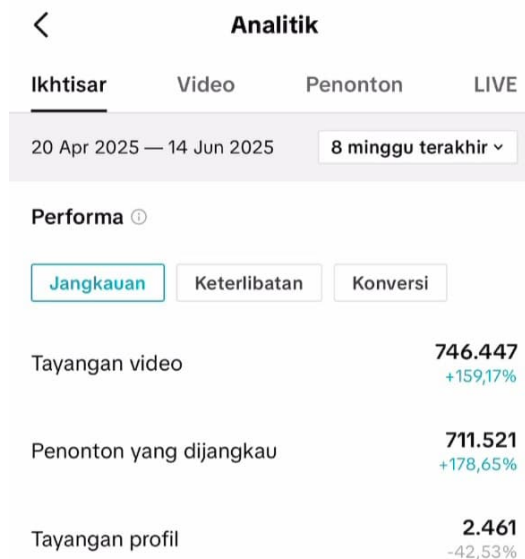 Analitik
Ikhtisar Video Penonton LIVE
20 Apr 2025 — 14 Jun 2025 8 minggu terakhir
Performa
Jangkauan Keterlibatan Konversi
Tayangan video 746.447
+159,17%
Penonton yang dijangkau 711.521
+178,65%
Tayangan profil 2.461
-42,53%